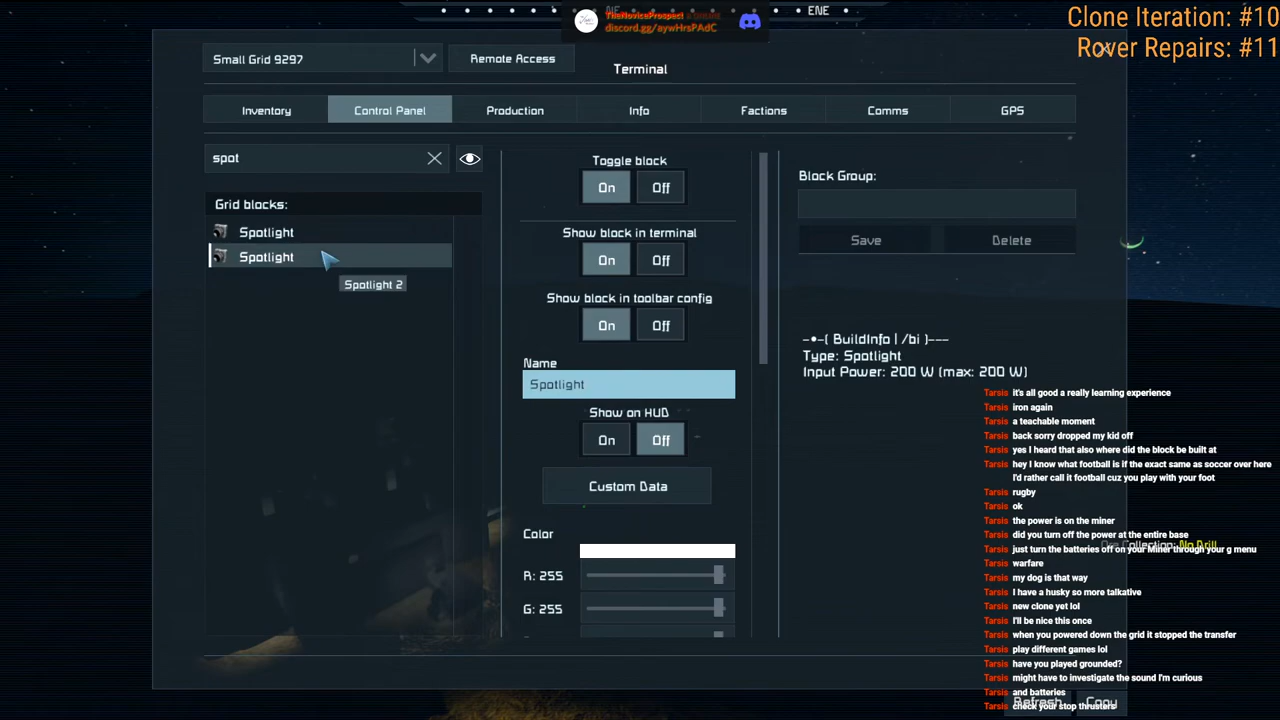 NE
ENE
TheNoviceProspect
discord.gg/aywHrsPAdC
Clone Iteration: #10
Rover Repairs: #11
Small Grid 9297
Remote Access
Terminal
Inventory
Control Panel
Production
Info
Factions
Comms
GPS
spot
Grid blocks:
Spotlight
Spotlight
Spotlight 2
Toggle block
On
Off
Show block in terminal
On
Off
Show block in toolbar config
On
Off
Name
Spotlight
Show on HUD
On
Off
Custom Data
Color
R: 255
G: 255
Block Group:
Save
Delete
-•-( BuildInfo | /bi )---
Type: Spotlight
Input Power: 200 W (max: 200 W)
Tarsis it's all good a really learning experience
Tarsis iron again
Tarsis a teachable moment
Tarsis back sorry dropped my kid off
Tarsis yes I heard that also where did the block be built at
Tarsis hey I know what football is if the exact same as soccer over here
I'd rather call it football cuz you play with your foot
Tarsis rugby
Tarsis ok
Tarsis the power is on the miner
Tarsis did you turn off the power at the entire base
Ore Collection: No Drill
Tarsis just turn the batteries off on your Miner through your g menu
Tarsis warfare
Tarsis my dog is that way
Tarsis I have a husky so more talkative
Tarsis new clone yet lol
Tarsis I'll be nice this once
Tarsis when you powered down the grid it stopped the transfer
Tarsis play different games lol
Tarsis have you played grounded?
Tarsis might have to investigate the sound I'm curious
Tarsis and batteries
Tarsis check your stop thrusters
Refresh
Copy